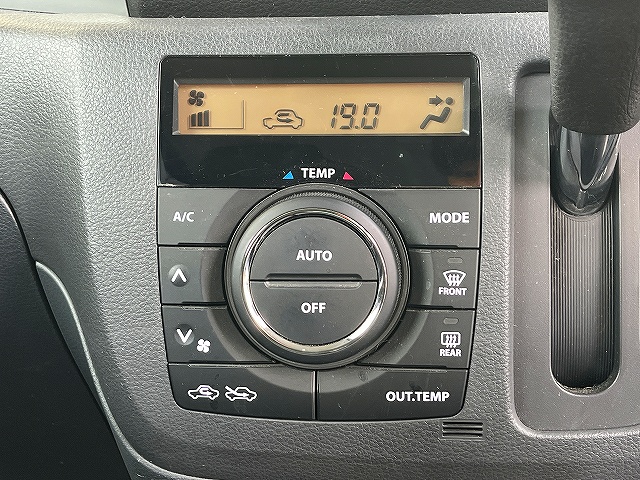 19.0
TEMP
A/C
MODE
AUTO
OFF
FRONT
REAR
OUT.TEMP